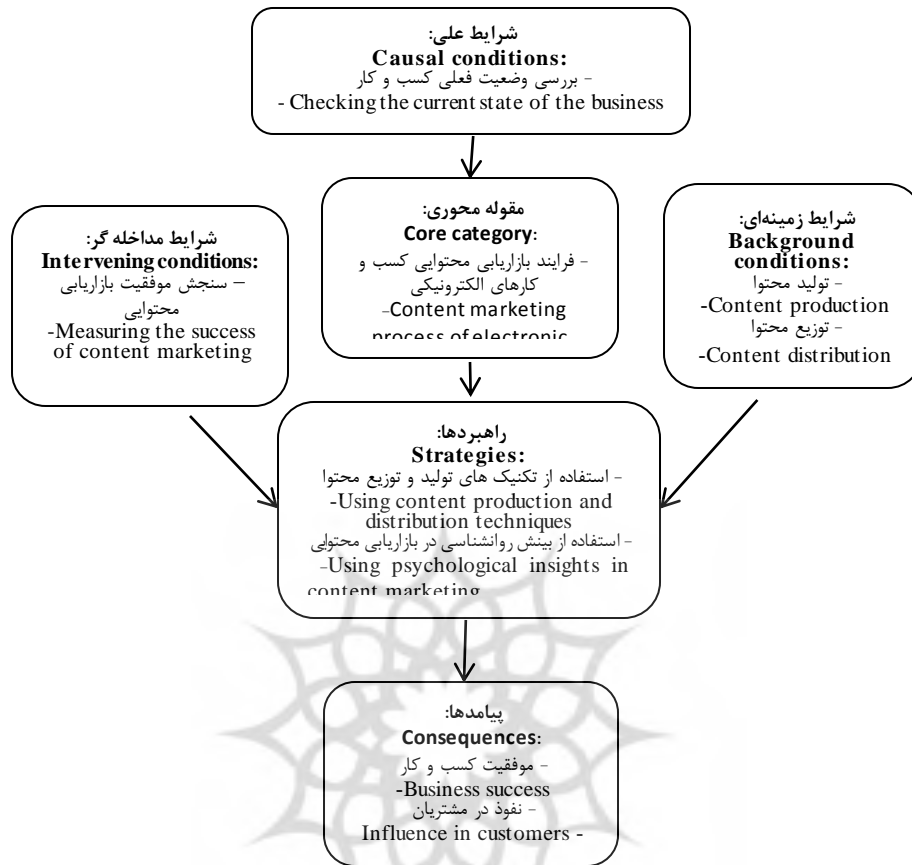 شرایط علی:
Causal conditions:
- بررسی وضعیت فعلی کسب و کار
- Checking the current state of the business
مقوله محوری:
Core category:
- فرایند بازاریابی محتوایی کسب و
کارهای الکترونیکی
-Content marketing
process of electronic
شرایط مداخله گر:
Intervening conditions:
– سنجش موفقیت بازاریابی
محتوایی
-Measuring the success
of content marketing
شرایط زمینه‌ای:
Background
conditions:
- تولید محتوا
-Content production
- توزیع محتوا
-Content distribution
راهبردها:
Strategies:
- استفاده از تکنیک های تولید و توزیع محتوا
-Using content production and
distribution techniques
- استفاده از بینش روانشناسی در بازاریابی محتوایی
-Using psychological insights in
content marketing
پیامدها:
Consequences:
- موفقیت کسب و کار
-Business success
- نفوذ در مشتریان
Influence in customers -